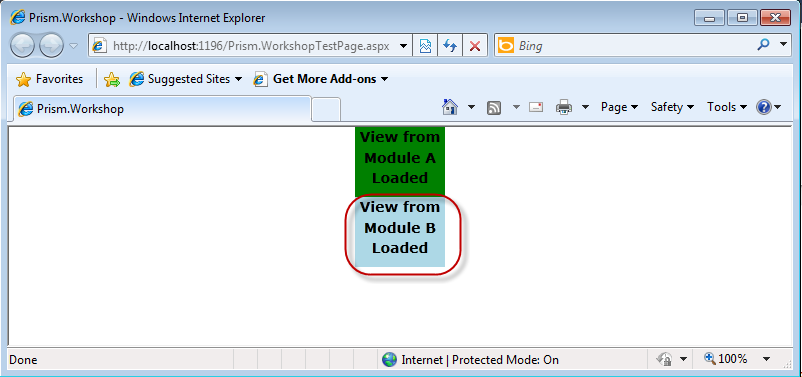 Prism.Workshop - Windows Internet Explorer
http://localhost:1196/Prism.WorkshopTestPage.aspx
Bing
Favorites Suggested Sites Get More Add-ons
Prism.Workshop Page Safety Tools
View from
Module A
Loaded
View from
Module B
Loaded
Done Internet | Protected Mode: On 100%